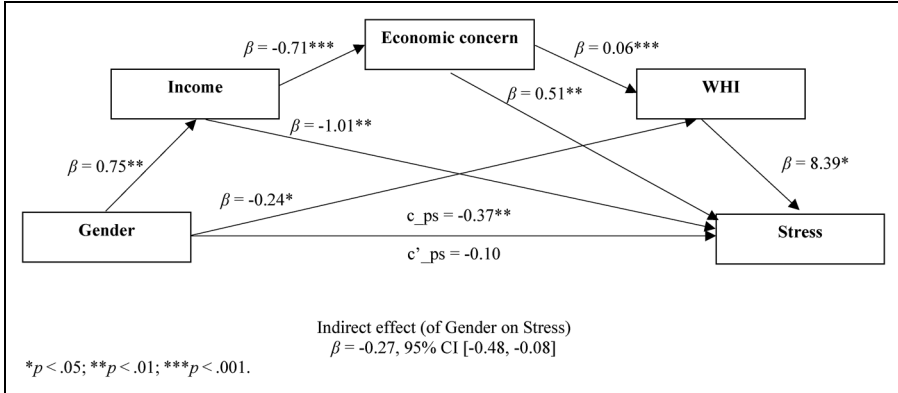 Economic concern
β = -0.71***
β = 0.06***
Income
WHI
β = 0.51**
β = -1.01**
β = 0.75**
β = 8.39*
β = -0.24*
c_ps = -0.37**
Gender
Stress
c’_ps = -0.10
Indirect effect (of Gender on Stress)
β = -0.27, 95% CI [-0.48, -0.08]
*p < .05; **p < .01; ***p < .001.